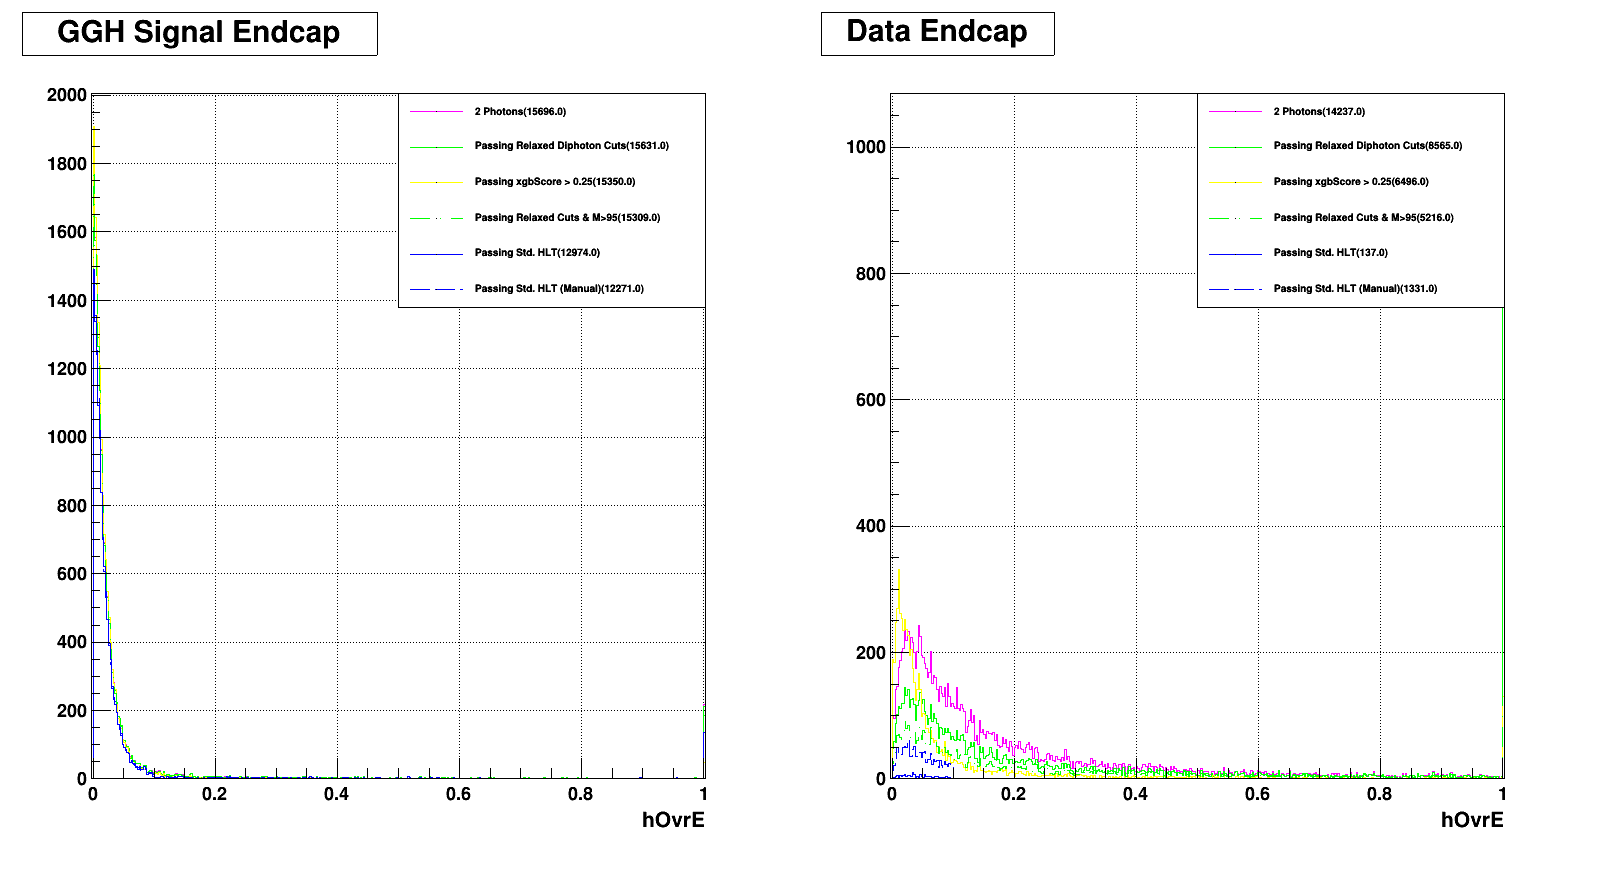 GGH Signal Endcap
2000
1800
1600
1400
1200
1000
800
600
400
200
0
2 Photons(15696.0)
Passing Relaxed Diphoton Cuts(15631.0)
Passing xgbScore > 0.25(15350.0)
Passing Relaxed Cuts & M>95(15309.0)
Passing Std. HLT(12974.0)
Passing Std. HLT (Manual)(12271.0)
0 0.2 0.4 0.6 0.8 1
hOvrE
Data Endcap
1000
800
600
400
200
0
2 Photons(14237.0)
Passing Relaxed Diphoton Cuts(8565.0)
Passing xgbScore > 0.25(6496.0)
Passing Relaxed Cuts & M>95(5216.0)
Passing Std. HLT(137.0)
Passing Std. HLT (Manual)(1331.0)
0 0.2 0.4 0.6 0.8 1
hOvrE